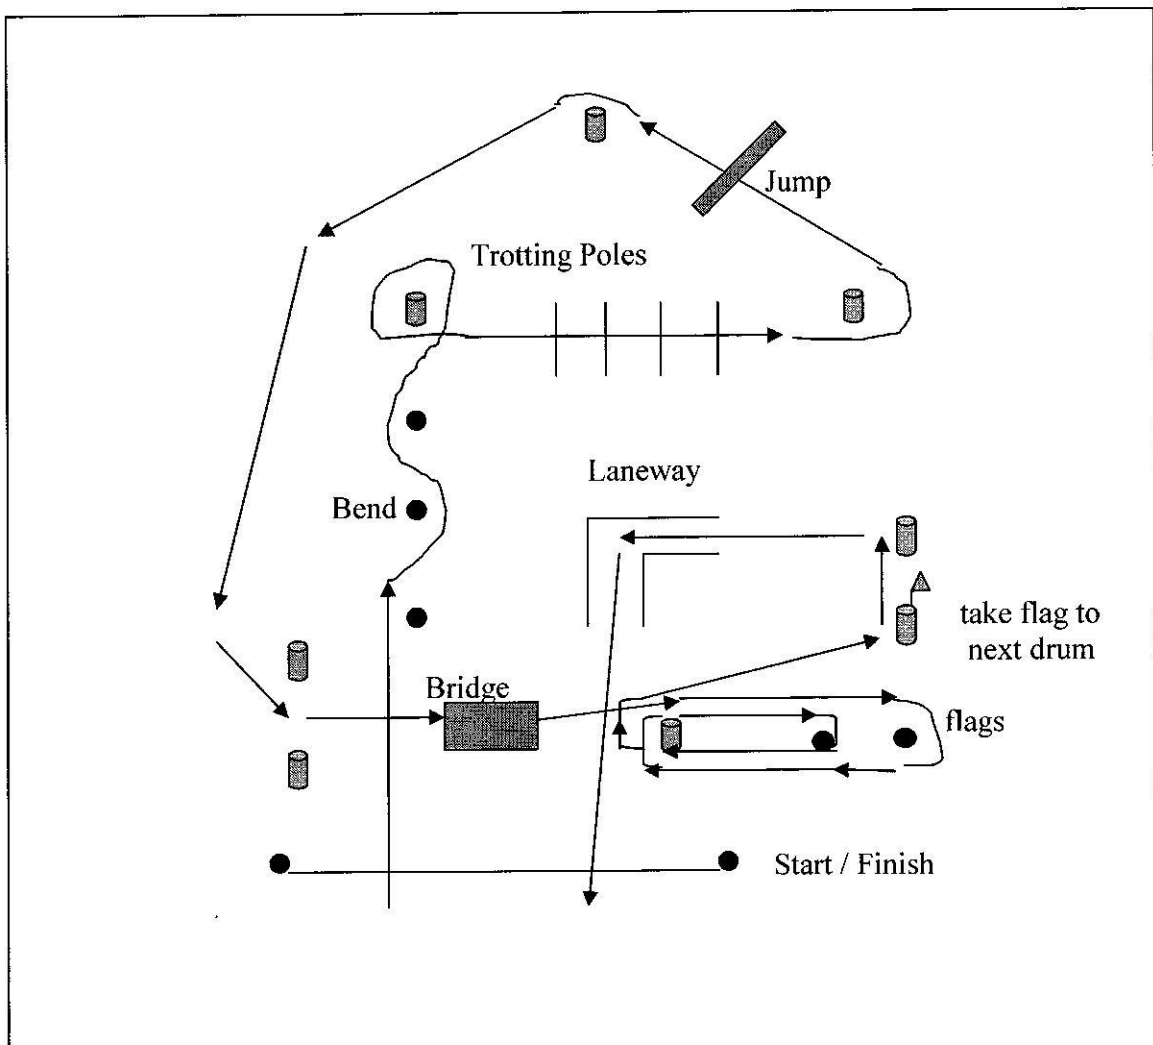 Jump
Trotting Poles
Laneway
Bend
take flag to
next drum
Bridge
flags
Start / Finish